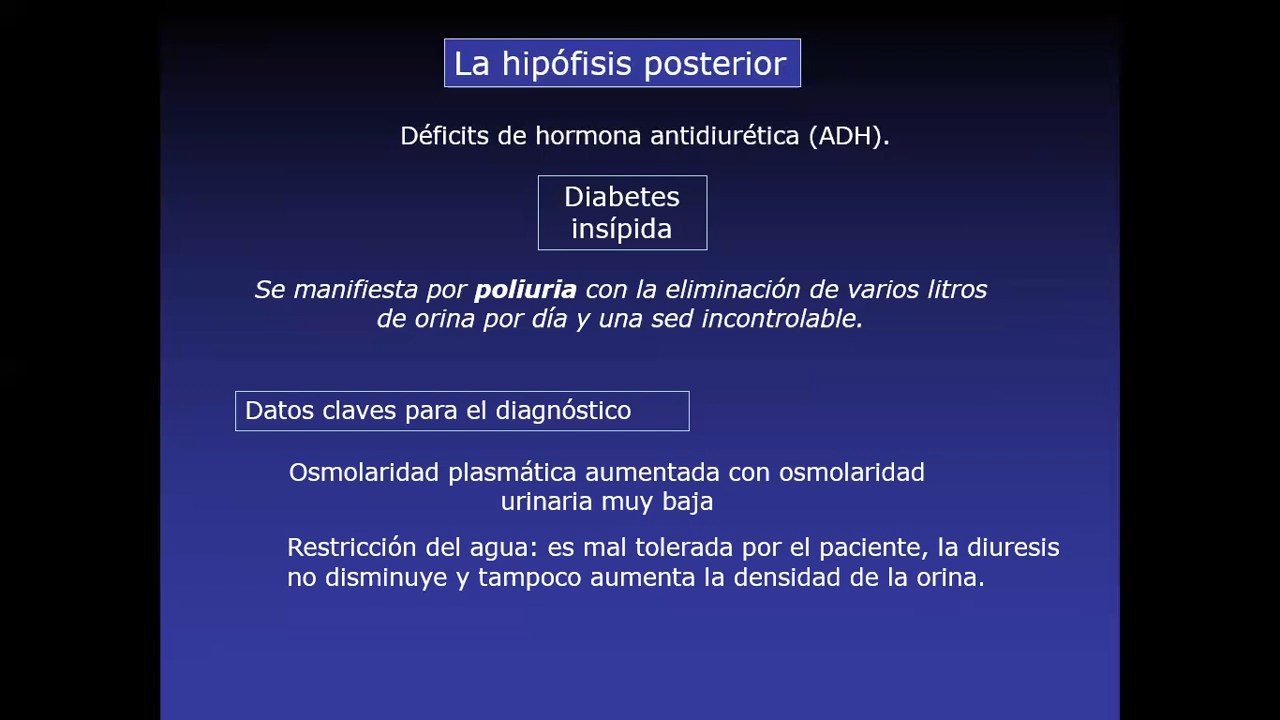 La hipófisis posterior
Déficits de hormona antidiurética (ADH).
Diabetes
insípida
Se manifiesta por poliuria con la eliminación de varios litros
de orina por día y una sed incontrolable.
Datos claves para el diagnóstico
Osmolaridad plasmática aumentada con osmolaridad
urinaria muy baja
Restricción del agua: es mal tolerada por el paciente, la diuresis
no disminuye y tampoco aumenta la densidad de la orina.